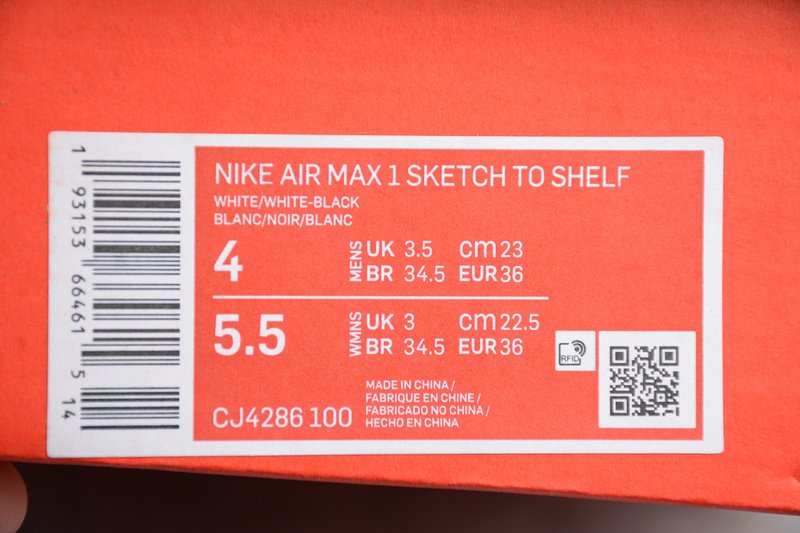 NIKE AIR MAX 1 SKETCH TO SHELF
WHITE/WHITE-BLACK
BLANC/NOIR/BLANC
4 MENS UK 3.5 cm 23
BR 34.5 EUR 36
5.5 WMNS UK 3 cm 22.5
BR 34.5 EUR 36
RFID
MADE IN CHINA /
FABRIQUE EN CHINE /
FABRICADO NO CHINA /
HECHO EN CHINA
CJ4286 100
1 93153 66461 5 14